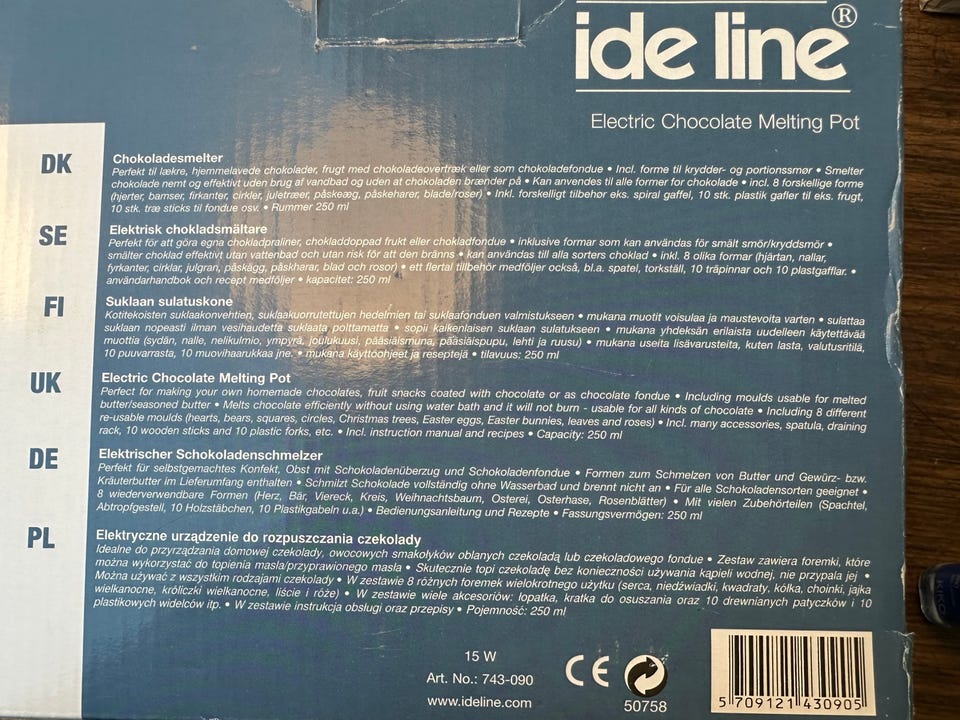 ide line®
Electric Chocolate Melting Pot
DK
Chokoladesmelter
Perfekt til lækre, hjemmelavede chokolader, frugt med chokoladeovertræk eller som chokoladefondue • Incl. forme til krydder- og portionssmør • Smelter
chokolade nemt og effektivt uden brug af vandbad og uden at chokoladen brænder på • Kan anvendes til alle former for chokolade • incl. 8 forskellige forme
(hjerter, bamser, firkanter, cirkler, juletræer, påskeæg, påskeharer, blade/roser) • Inkl. forskelligt tilbehør eks. spiral gaffel, 10 stk. plastik gafler til eks. frugt,
10 stk. træ sticks til fondue osv. • Rummer 250 ml
SE
Elektrisk chokladsmältare
Perfekt för att göra egna chokladpraliner, chokladdoppad frukt eller chokladfondue • inklusive formar som kan användas för smält smör/kryddsmör •
smälter choklad effektivt utan vattenbad och utan risk för att den bränns • kan användas till alla sorters choklad • inkl. 8 olika formar (hjärtan, nallar,
fyrkanter, cirklar, julgran, påskägg, påskharar, blad och rosor) • ett flertal tillbehör medföljer också, bl.a. spatel, torkställ, 10 träpinnar och 10 plastgafflar. •
användarhandbok och recept medföljer • kapacitet: 250 ml
FI
Suklaan sulatuskone
Kotitekoisten suklaakonvehtien, suklaakuorrutettujen hedelmien tai suklaafonduen valmistukseen • mukana muotit voisulaa ja maustevoita varten • sulattaa
suklaan nopeasti ilman vesihaudetta suklaata polttamatta • sopii kaikenlaisen suklaan sulatukseen • mukana yhdeksän erilaista uudelleen käytettävää
muottia (sydän, nalle, nelikulmio, ympyrä, joulukuusi, pääsiäismuna, pääsiäispupu, lehti ja ruusu) • mukana useita lisävarusteita, kuten lasta, valutusritilä,
10 puuvarrasta, 10 muovihaarukkaa jne. • mukana käyttöohjeet ja reseptejä • tilavuus: 250 ml
UK
Electric Chocolate Melting Pot
Perfect for making your own homemade chocolates, fruit snacks coated with chocolate or as chocolate fondue • Including moulds usable for melted
butter/seasoned butter • Melts chocolate efficiently without using water bath and it will not burn - usable for all kinds of chocolate • Including 8 different
re-usable moulds (hearts, bears, squares, circles, Christmas trees, Easter eggs, Easter bunnies, leaves and roses) • Incl. many accessories, spatula, draining
rack, 10 wooden sticks and 10 plastic forks, etc. • Incl. instruction manual and recipes • Capacity: 250 ml
DE
Elektrischer Schokoladenschmelzer
Perfekt für selbstgemachtes Konfekt, Obst mit Schokoladenüberzug und Schokoladenfondue • Formen zum Schmelzen von Butter und Gewürz- bzw.
Kräuterbutter im Lieferumfang enthalten • Schmilzt Schokolade vollständig ohne Wasserbad und brennt nicht an • Für alle Schokoladensorten geeignet •
8 wiederverwendbare Formen (Herz, Bär, Viereck, Kreis, Weihnachtsbaum, Osterei, Osterhase, Rosenblätter) • Mit vielen Zubehörteilen (Spachtel,
Abtropfgestell, 10 Holzstäbchen, 10 Plastikgabeln u.a.) • Bedienungsanleitung und Rezepte • Fassungsvermögen: 250 ml
PL
Elektryczne urządzenie do rozpuszczania czekolady
Idealne do przyrządzania domowej czekolady, owocowych smakołyków oblanych czekoladą lub czekoladowego fondue • Zestaw zawiera foremki, które
można wykorzystać do topienia masła/przyprawionego masła • Skutecznie topi czekoladę bez konieczności używania kąpieli wodnej, nie przypala jej •
Można używać z wszystkim rodzajami czekolady • W zestawie 8 różnych foremek wielokrotnego użytku (serca, niedźwiadki, kwadraty, kółka, choinki, jajka
wielkanocne, króliczki wielkanocne, liście i róże) • W zestawie wiele akcesoriów: łopatka, kratka do osuszania oraz 10 drewnianych patyczków i 10
plastikowych widelców itp. • W zestawie instrukcja obsługi oraz przepisy • Pojemność: 250 ml
15 W
Art. No.: 743-090
www.ideline.com
CE
50758
5 709121 430905
KIKO